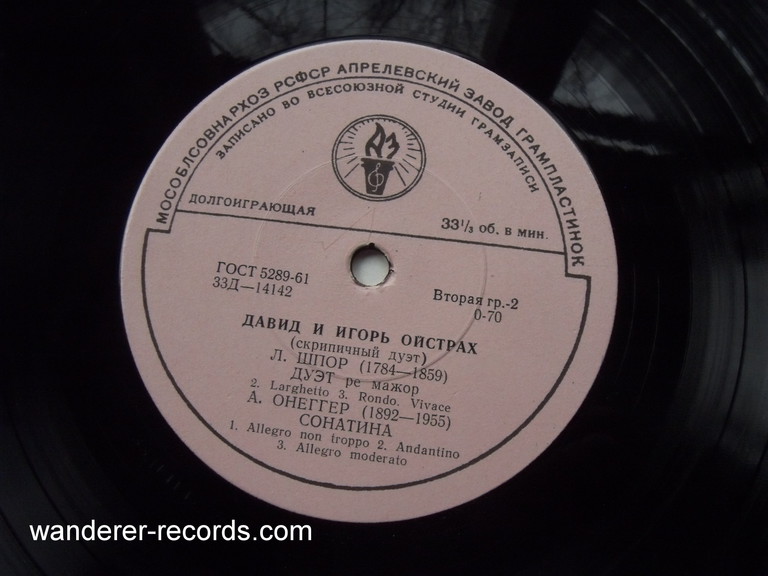 МОСОБЛСОВНАРХОЗ РСФСР АПРЕЛЕВСКИЙ ЗАВОД ГРАМПЛАСТИНОК
ЗАПИСАНО ВО ВСЕСОЮЗНОЙ СТУДИИ ГРАМЗАПИСИ
АЗ
ДОЛГОИГРАЮЩАЯ 33⅓ об. в мин.
ГОСТ 5289-61
33Д—14142
Вторая гр.-2
0-70
ДАВИД И ИГОРЬ ОЙСТРАХ
(скрипичный дуэт)
Л. ШПОР (1784—1859)
ДУЭТ ре мажор
2. Larghetto 3. Rondo. Vivace
А. ОНЕГГЕР (1892—1955)
СОНАТИНА
1. Allegro non troppo 2. Andantino
3. Allegro moderato
wanderer-records.com